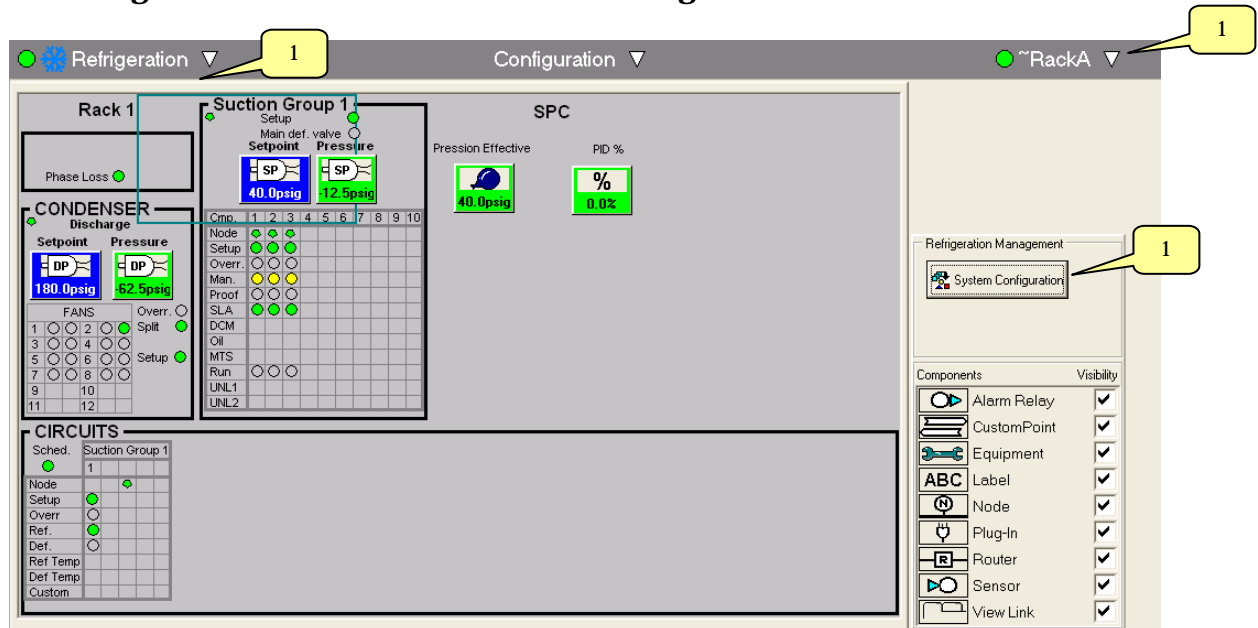 1
1
Refrigeration
Configuration
~RackA
Rack 1
Phase Loss
Suction Group 1
Setup
Main def. valve
Setpoint Pressure
SP SP
40.0psig -12.5psig
SPC
Pression Effective PID %
%
40.0psig 0.0%
CONDENSER
Discharge
Setpoint Pressure
DP DP
180.0psig -62.5psig
FANS Overr.
1 2 Split
3 4
5 6 Setup
7 8
9 10
11 12
Cmp. 1 2 3 4 5 6 7 8 9 10
Node
Setup
Overr.
Man.
Proof
SLA
DCM
Oil
MTS
Run
UNL1
UNL2
CIRCUITS
Sched. Suction Group 1
1
Node
Setup
Overr
Ref.
Def.
Ref Temp
Def Temp
Custom
1
Refrigeration Management
System Configuration
Components Visibility
Alarm Relay
CustomPoint
Equipment
ABC Label
N Node
Plug-In
R Router
Sensor
View Link